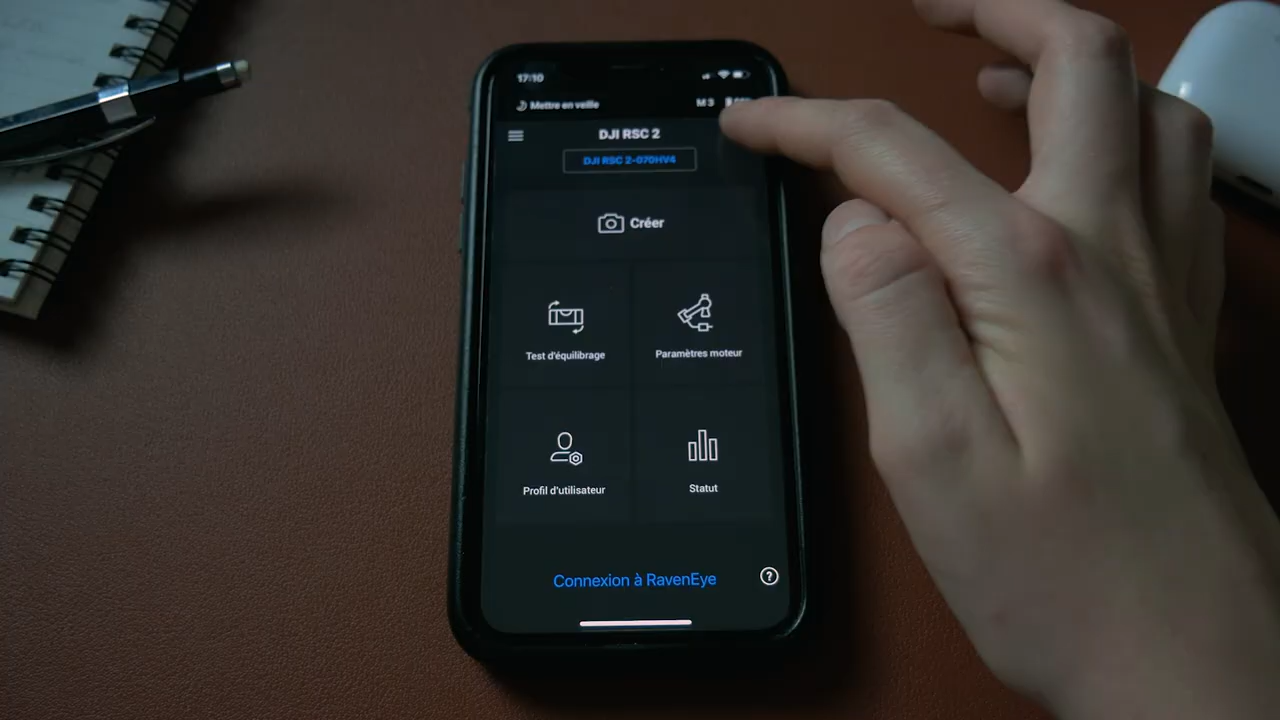 17:10
Mettre en veille M 3
DJI RSC 2
DJI RSC 2-070HV4
Créer
Test d'équilibrage Paramètres moteur
Profil d'utilisateur Statut
Connexion à RavenEye ?